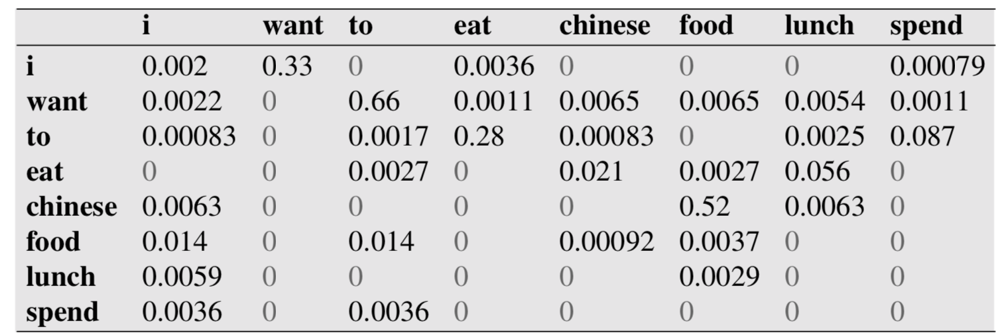 i want to eat chinese food lunch spend
i 0.002 0.33 0 0.0036 0 0 0 0.00079
want 0.0022 0 0.66 0.0011 0.0065 0.0065 0.0054 0.0011
to 0.00083 0 0.0017 0.28 0.00083 0 0.0025 0.087
eat 0 0 0.0027 0 0.021 0.0027 0.056 0
chinese 0.0063 0 0 0 0 0.52 0.0063 0
food 0.014 0 0.014 0 0.00092 0.0037 0 0
lunch 0.0059 0 0 0 0 0.0029 0 0
spend 0.0036 0 0.0036 0 0 0 0 0